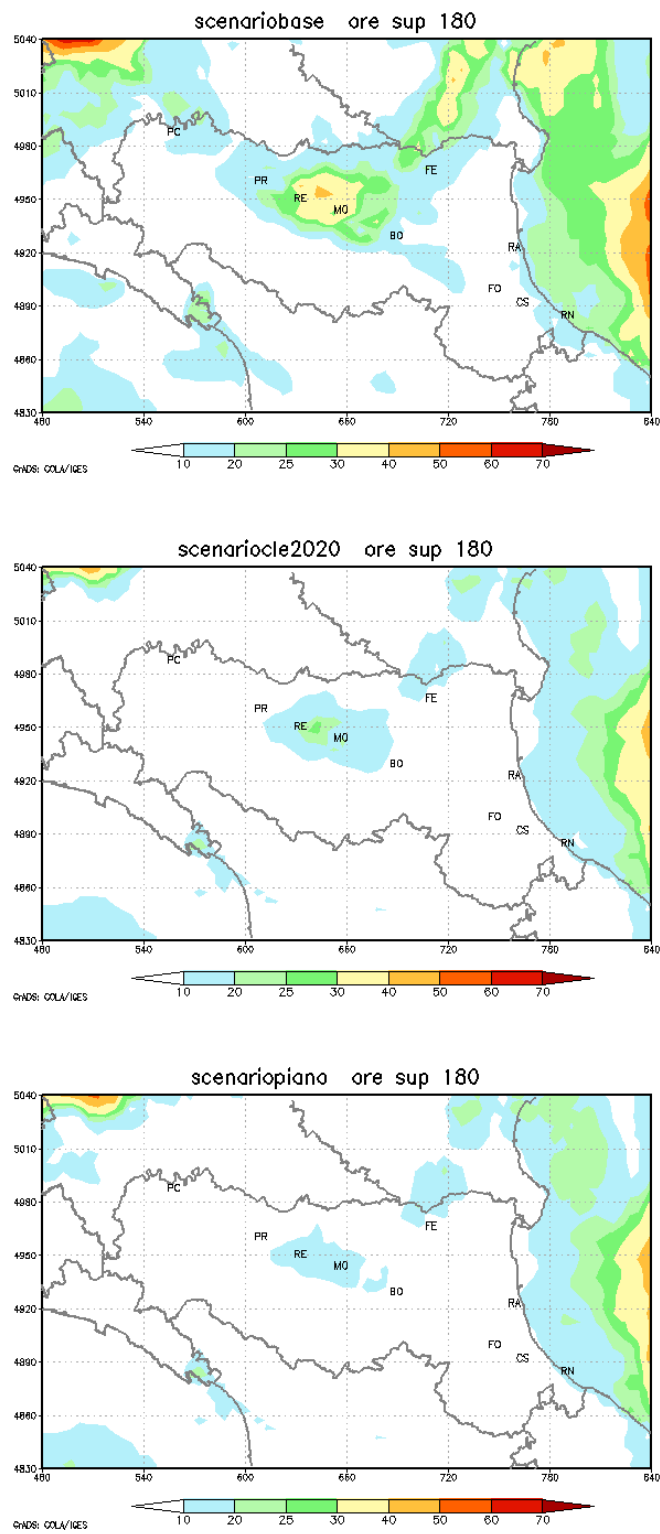 scenariobase ore sup 180
5040
5010
PC
4980
FE
PR
4950
RE
MO
BO
4920
RA
4890
FO
CS
RN
4860
4830
480 540 600 660 720 780 840
10 20 25 30 40 50 60 70
GrADS: COLA/IGES
scenariocle2020 ore sup 180
5040
5010
PC
4980
FE
PR
4950
RE
MO
BO
4920
RA
4890
FO
CS
RN
4860
4830
480 540 600 660 720 780 840
10 20 25 30 40 50 60 70
GrADS: COLA/IGES
scenariopiano ore sup 180
5040
5010
PC
4980
FE
PR
4950
RE
MO
BO
4920
RA
4890
FO
CS
RN
4860
4830
480 540 600 660 720 780 840
10 20 25 30 40 50 60 70
GrADS: COLA/IGES